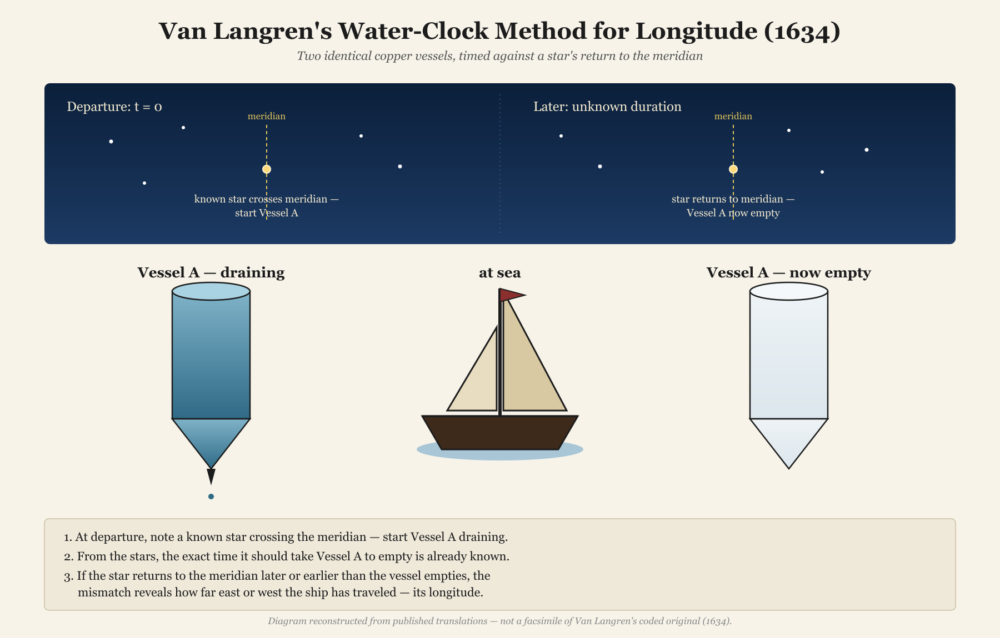 Van Langren's Water-Clock Method for Longitude (1634)
Two identical copper vessels, timed against a star's return to the meridian
Departure: t = 0
meridian
known star crosses meridian —
start Vessel A
Later: unknown duration
meridian
star returns to meridian —
Vessel A now empty
Vessel A — draining
at sea
Vessel A — now empty
1. At departure, note a known star crossing the meridian — start Vessel A draining.
2. From the stars, the exact time it should take Vessel A to empty is already known.
3. If the star returns to the meridian later or earlier than the vessel empties, the
mismatch reveals how far east or west the ship has traveled — its longitude.
Diagram reconstructed from published translations — not a facsimile of Van Langren's coded original (1634).